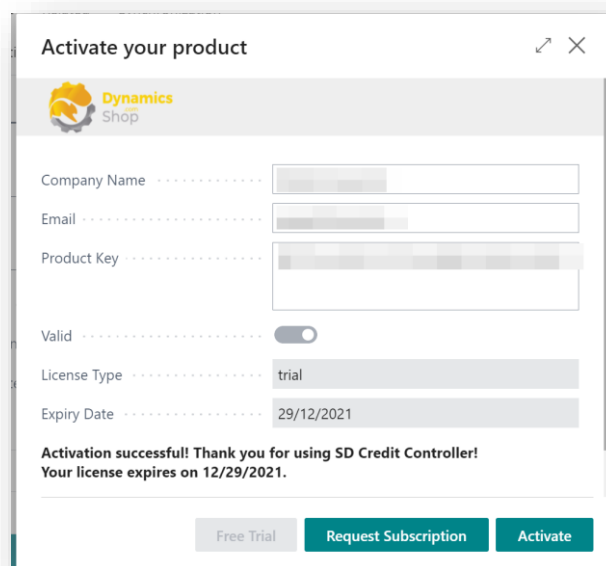 Activate your product
Dynamics
Shop
Company Name
Email
Product Key
Valid
License Type trial
Expiry Date 29/12/2021
Activation successful! Thank you for using SD Credit Controller!
Your license expires on 12/29/2021.
Free Trial Request Subscription Activate